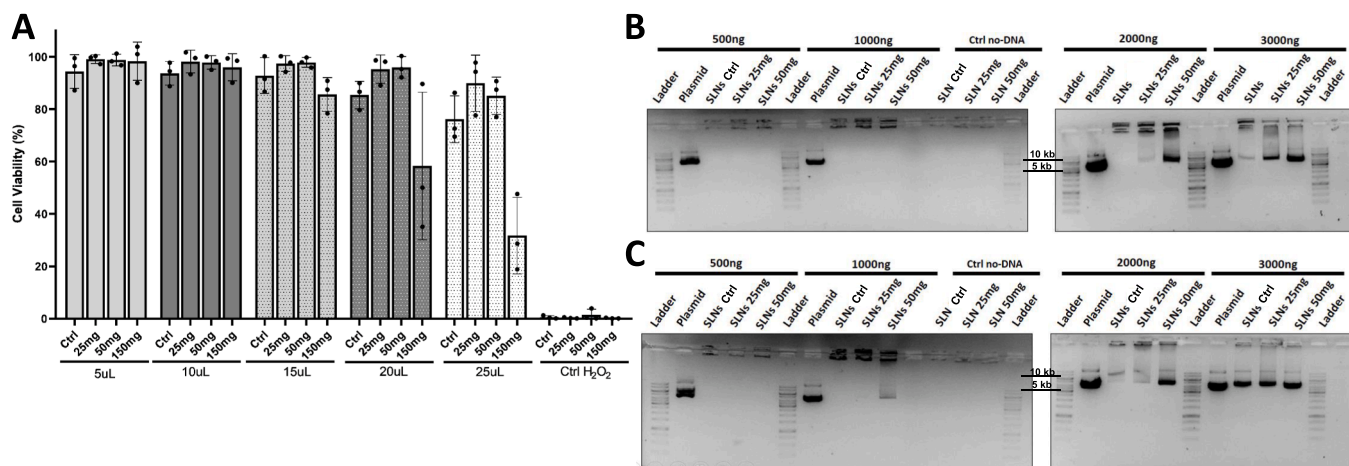 A
Cell Viability (%)
100
80
60
40
20
0
Ctrl 25mg 50mg 150mg Ctrl 25mg 50mg 150mg Ctrl 25mg 50mg 150mg Ctrl 25mg 50mg 150mg Ctrl 25mg 50mg 150mg Ctrl 25mg 50mg 150mg
5uL 10uL 15uL 20uL 25uL Ctrl H₂O₂
B
500ng 1000ng Ctrl no-DNA 2000ng 3000ng
Ladder Plasmid SLNs Ctrl SLNs 25mg SLNs 50mg Ladder Plasmid SLNs Ctrl SLNs 25mg SLNs 50mg SLN Ctrl SLN 25mg SLN 50mg Ladder
Ladder Plasmid SLNs SLNs 25mg SLNs 50mg Ladder Plasmid SLNs SLNs 25mg SLNs 50mg Ladder
10 kb
5 kb
C
500ng 1000ng Ctrl no-DNA 2000ng 3000ng
Ladder Plasmid SLNs Ctrl SLNs 25mg SLNs 50mg Ladder Plasmid SLNs Ctrl SLNs 25mg SLNs 50mg SLN Ctrl SLN 25mg SLN 50mg Ladder
Ladder Plasmid SLNs Ctrl SLNs 25mg SLNs 50mg Ladder Plasmid SLNs Ctrl SLNs 25mg SLNs 50mg Ladder
10 kb
5 kb